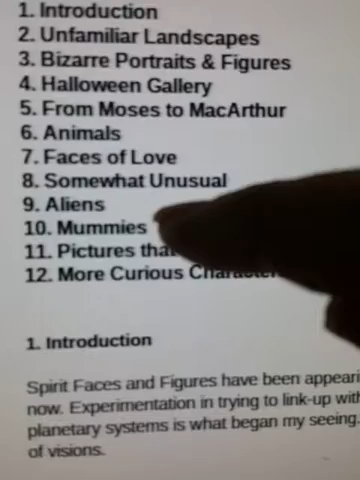 1. Introduction
2. Unfamiliar Landscapes
3. Bizarre Portraits & Figures
4. Halloween Gallery
5. From Moses to MacArthur
6. Animals
7. Faces of Love
8. Somewhat Unusual
9. Aliens
10. Mummies
11. Pictures
12. More Curious
1. Introduction
Spirit Faces and Figures have been
now. Experimentation in trying to link-up
planetary systems is what began my seeing.
of visions.